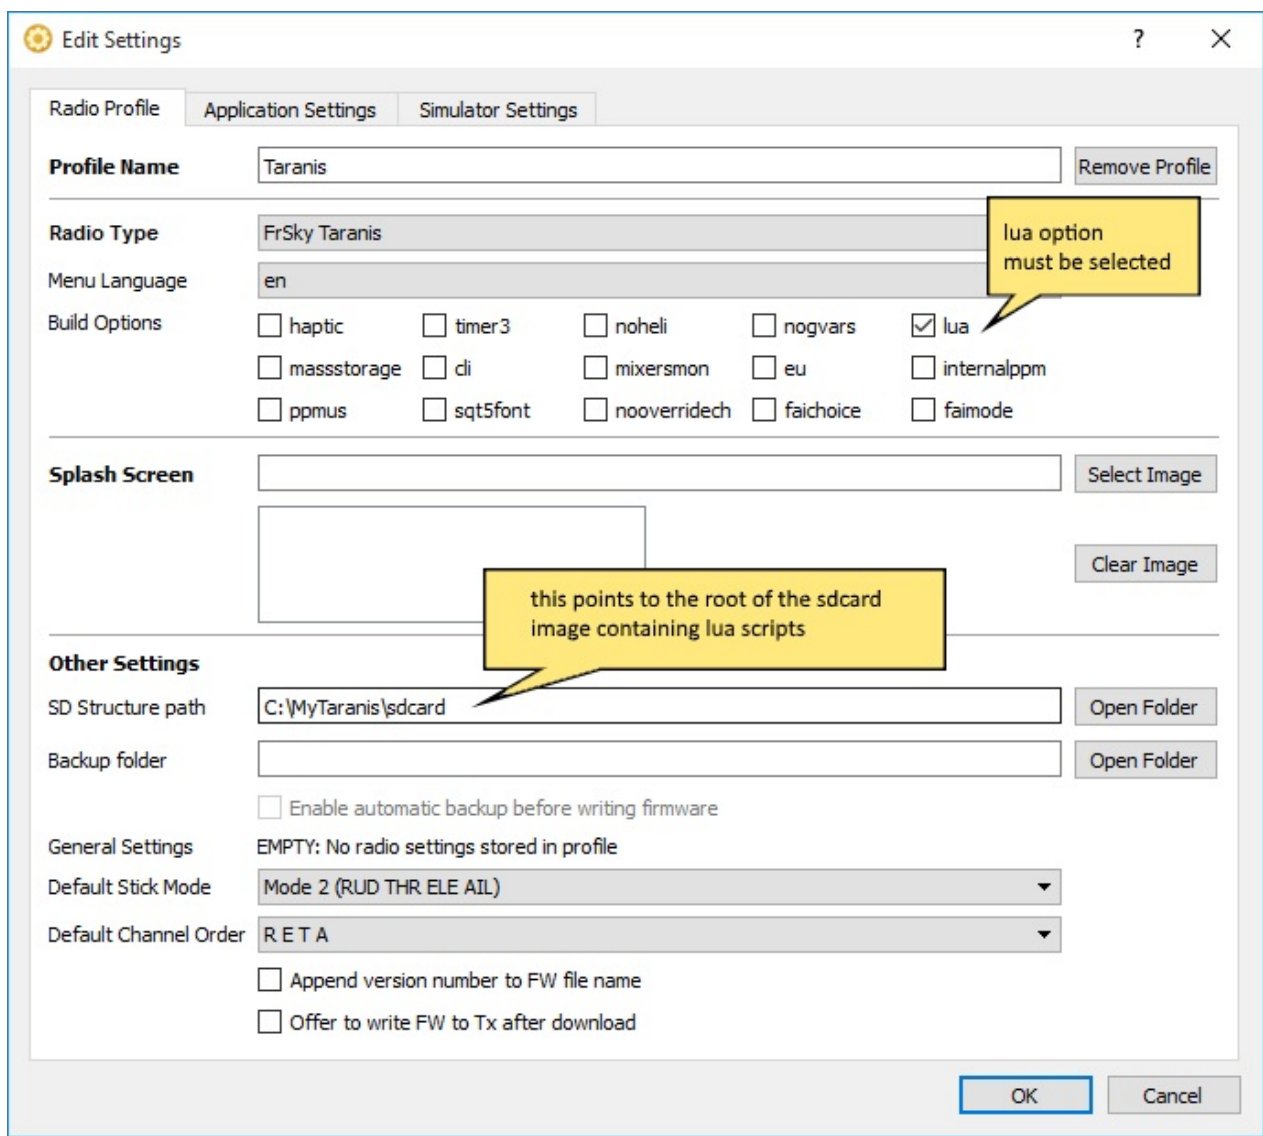 Edit Settings ?
Radio Profile Application Settings Simulator Settings
Profile Name Taranis Remove Profile
Radio Type FrSky Taranis
lua option
must be selected
Menu Language en
Build Options haptic timer3 noheli nogvars lua
massstorage cli mixersmon eu internalppm
ppmus sqt5font nooverridech faichoice faimode
Splash Screen Select Image
Clear Image
this points to the root of the sdcard
image containing lua scripts
Other Settings
SD Structure path C:\MyTaranis\sdcard Open Folder
Backup folder Open Folder
Enable automatic backup before writing firmware
General Settings EMPTY: No radio settings stored in profile
Default Stick Mode Mode 2 (RUD THR ELE AIL)
Default Channel Order R E T A
Append version number to FW file name
Offer to write FW to Tx after download
OK Cancel